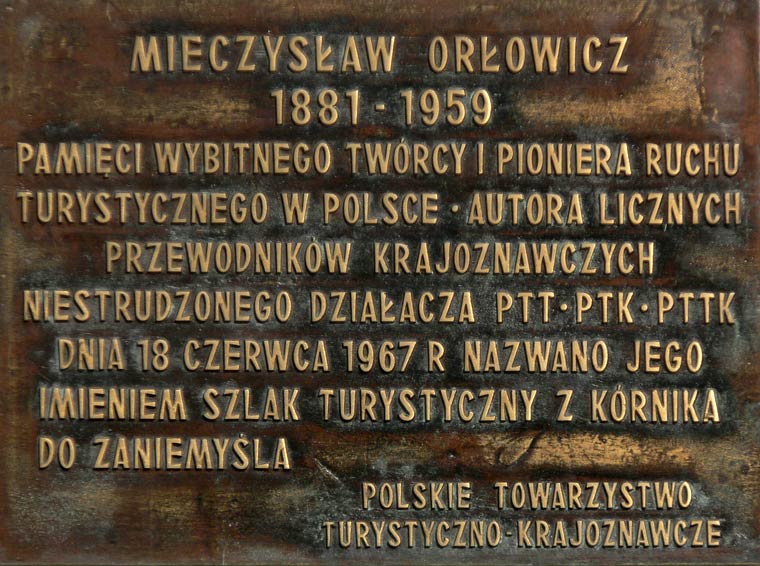 MIECZYSŁAW ORŁOWICZ
1881 - 1959
PAMIĘCI WYBITNEGO TWÓRCY I PIONIERA RUCHU
TURYSTYCZNEGO W POLSCE · AUTORA LICZNYCH
PRZEWODNIKÓW KRAJOZNAWCZYCH
NIESTRUDZONEGO DZIAŁACZA PTT · PTK · PTTK
DNIA 18 CZERWCA 1967 R NAZWANO JEGO
IMIENIEM SZLAK TURYSTYCZNY Z KÓRNIKA
DO ZANIEMYŚLA
POLSKIE TOWARZYSTWO
TURYSTYCZNO-KRAJOZNAWCZE